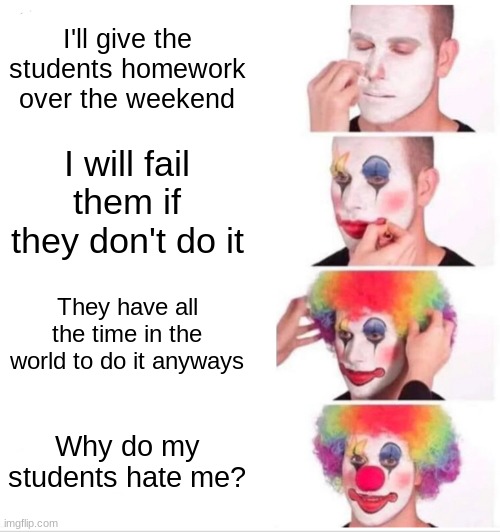 I'll give the
students homework
over the weekend
I will fail
them if
they don't do it
They have all
the time in the
world to do it anyways
Why do my
students hate me?
imgflip.com